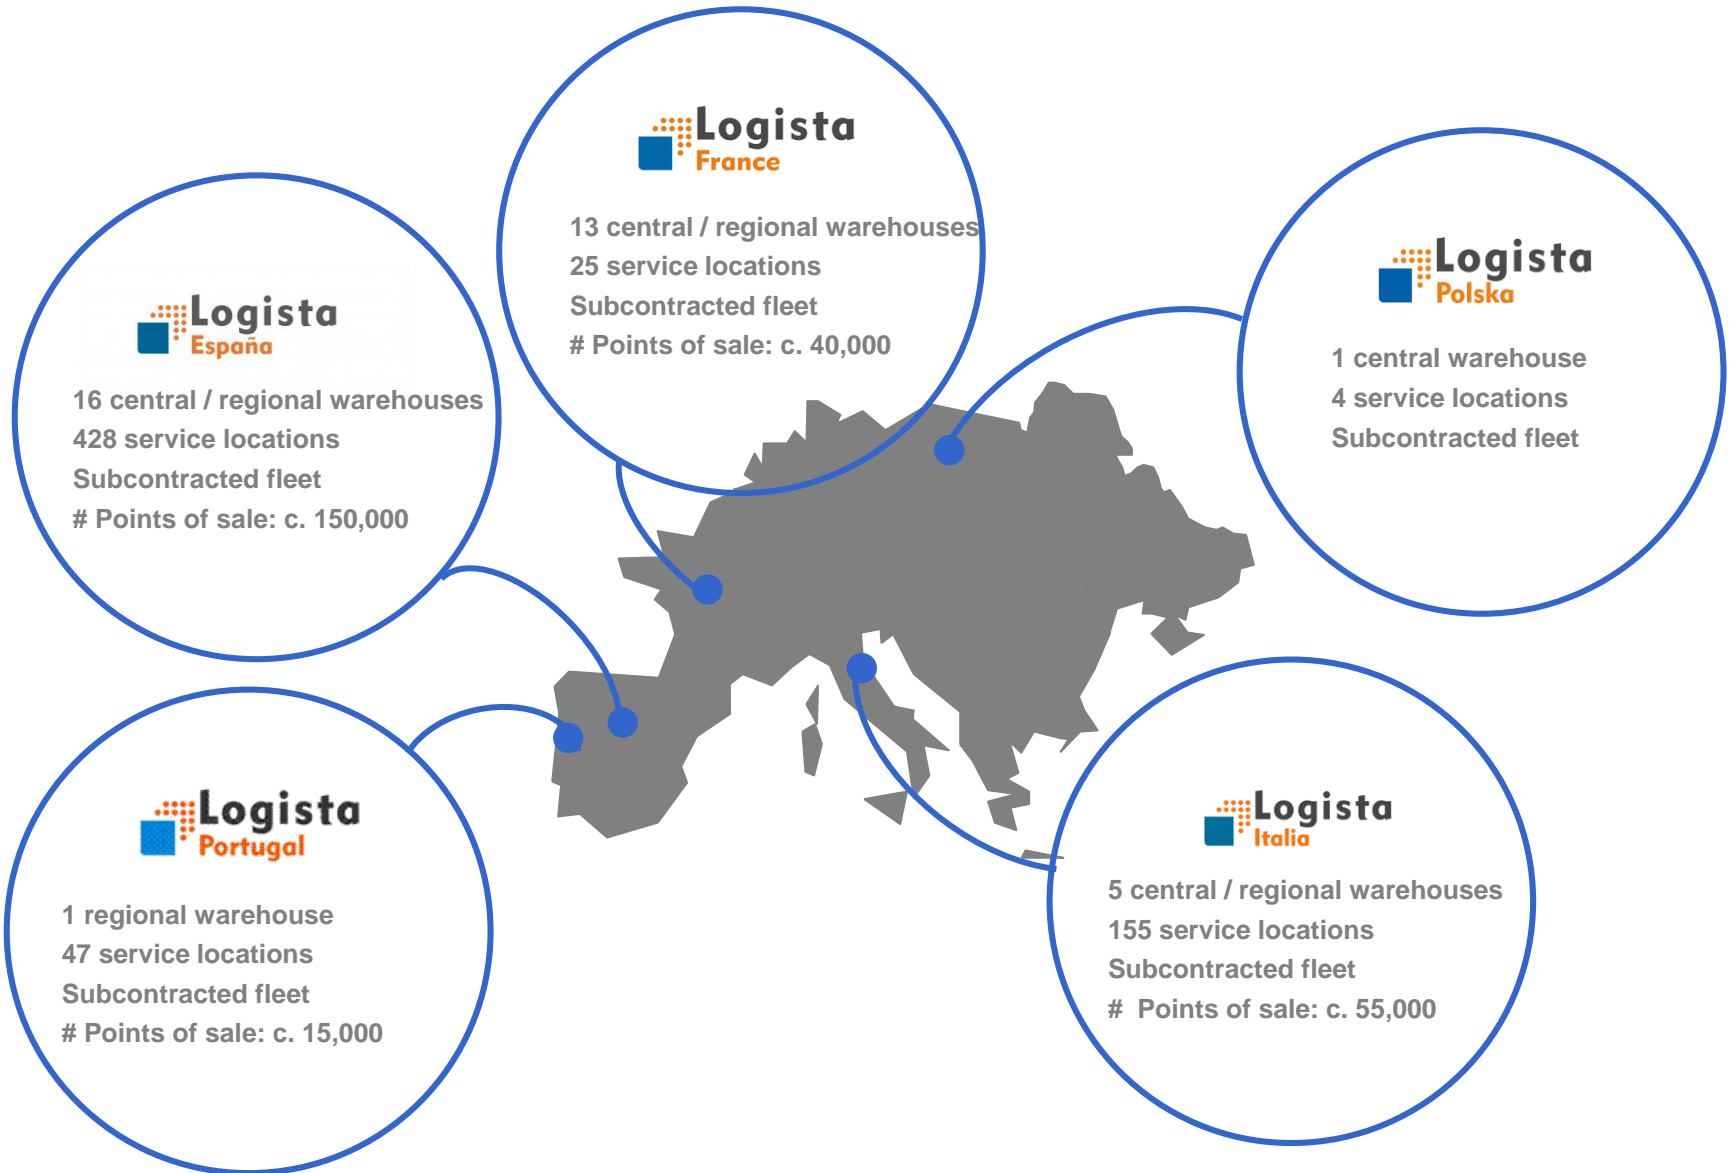 Logista
France
13 central / regional warehouses
25 service locations
Subcontracted fleet
# Points of sale: c. 40,000
Logista
España
16 central / regional warehouses
428 service locations
Subcontracted fleet
# Points of sale: c. 150,000
Logista
Polska
1 central warehouse
4 service locations
Subcontracted fleet
Logista
Portugal
1 regional warehouse
47 service locations
Subcontracted fleet
# Points of sale: c. 15,000
Logista
Italia
5 central / regional warehouses
155 service locations
Subcontracted fleet
#  Points of sale: c. 55,000